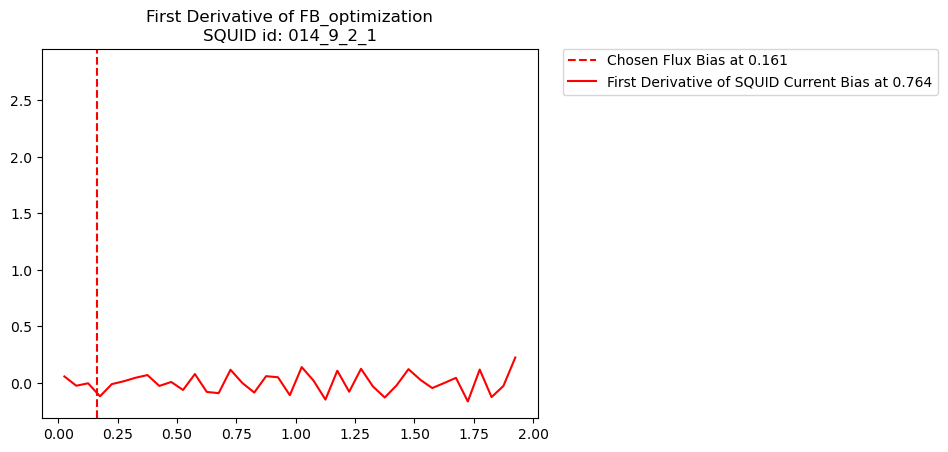 First Derivative of FB_optimization
SQUID id: 014_9_2_1
Chosen Flux Bias at 0.161
First Derivative of SQUID Current Bias at 0.764
2.5
2.0
1.5
1.0
0.5
0.0
0.00 0.25 0.50 0.75 1.00 1.25 1.50 1.75 2.00